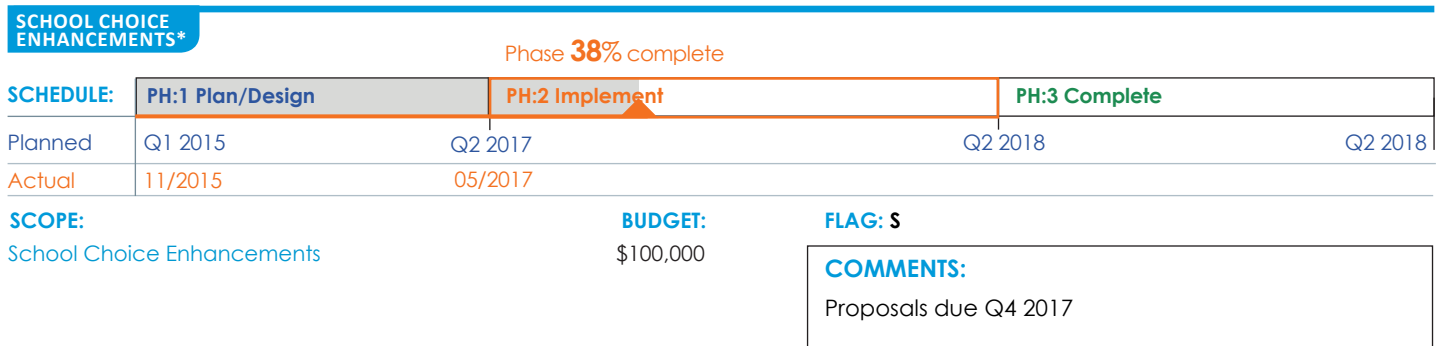 SCHOOL CHOICE
ENHANCEMENTS*
Phase 38% complete
SCHEDULE: PH:1 Plan/Design PH:2 Implement PH:3 Complete
Planned Q1 2015 Q2 2017 Q2 2018 Q2 2018
Actual 11/2015 05/2017
SCOPE: BUDGET: FLAG: S
School Choice Enhancements $100,000
COMMENTS:
Proposals due Q4 2017